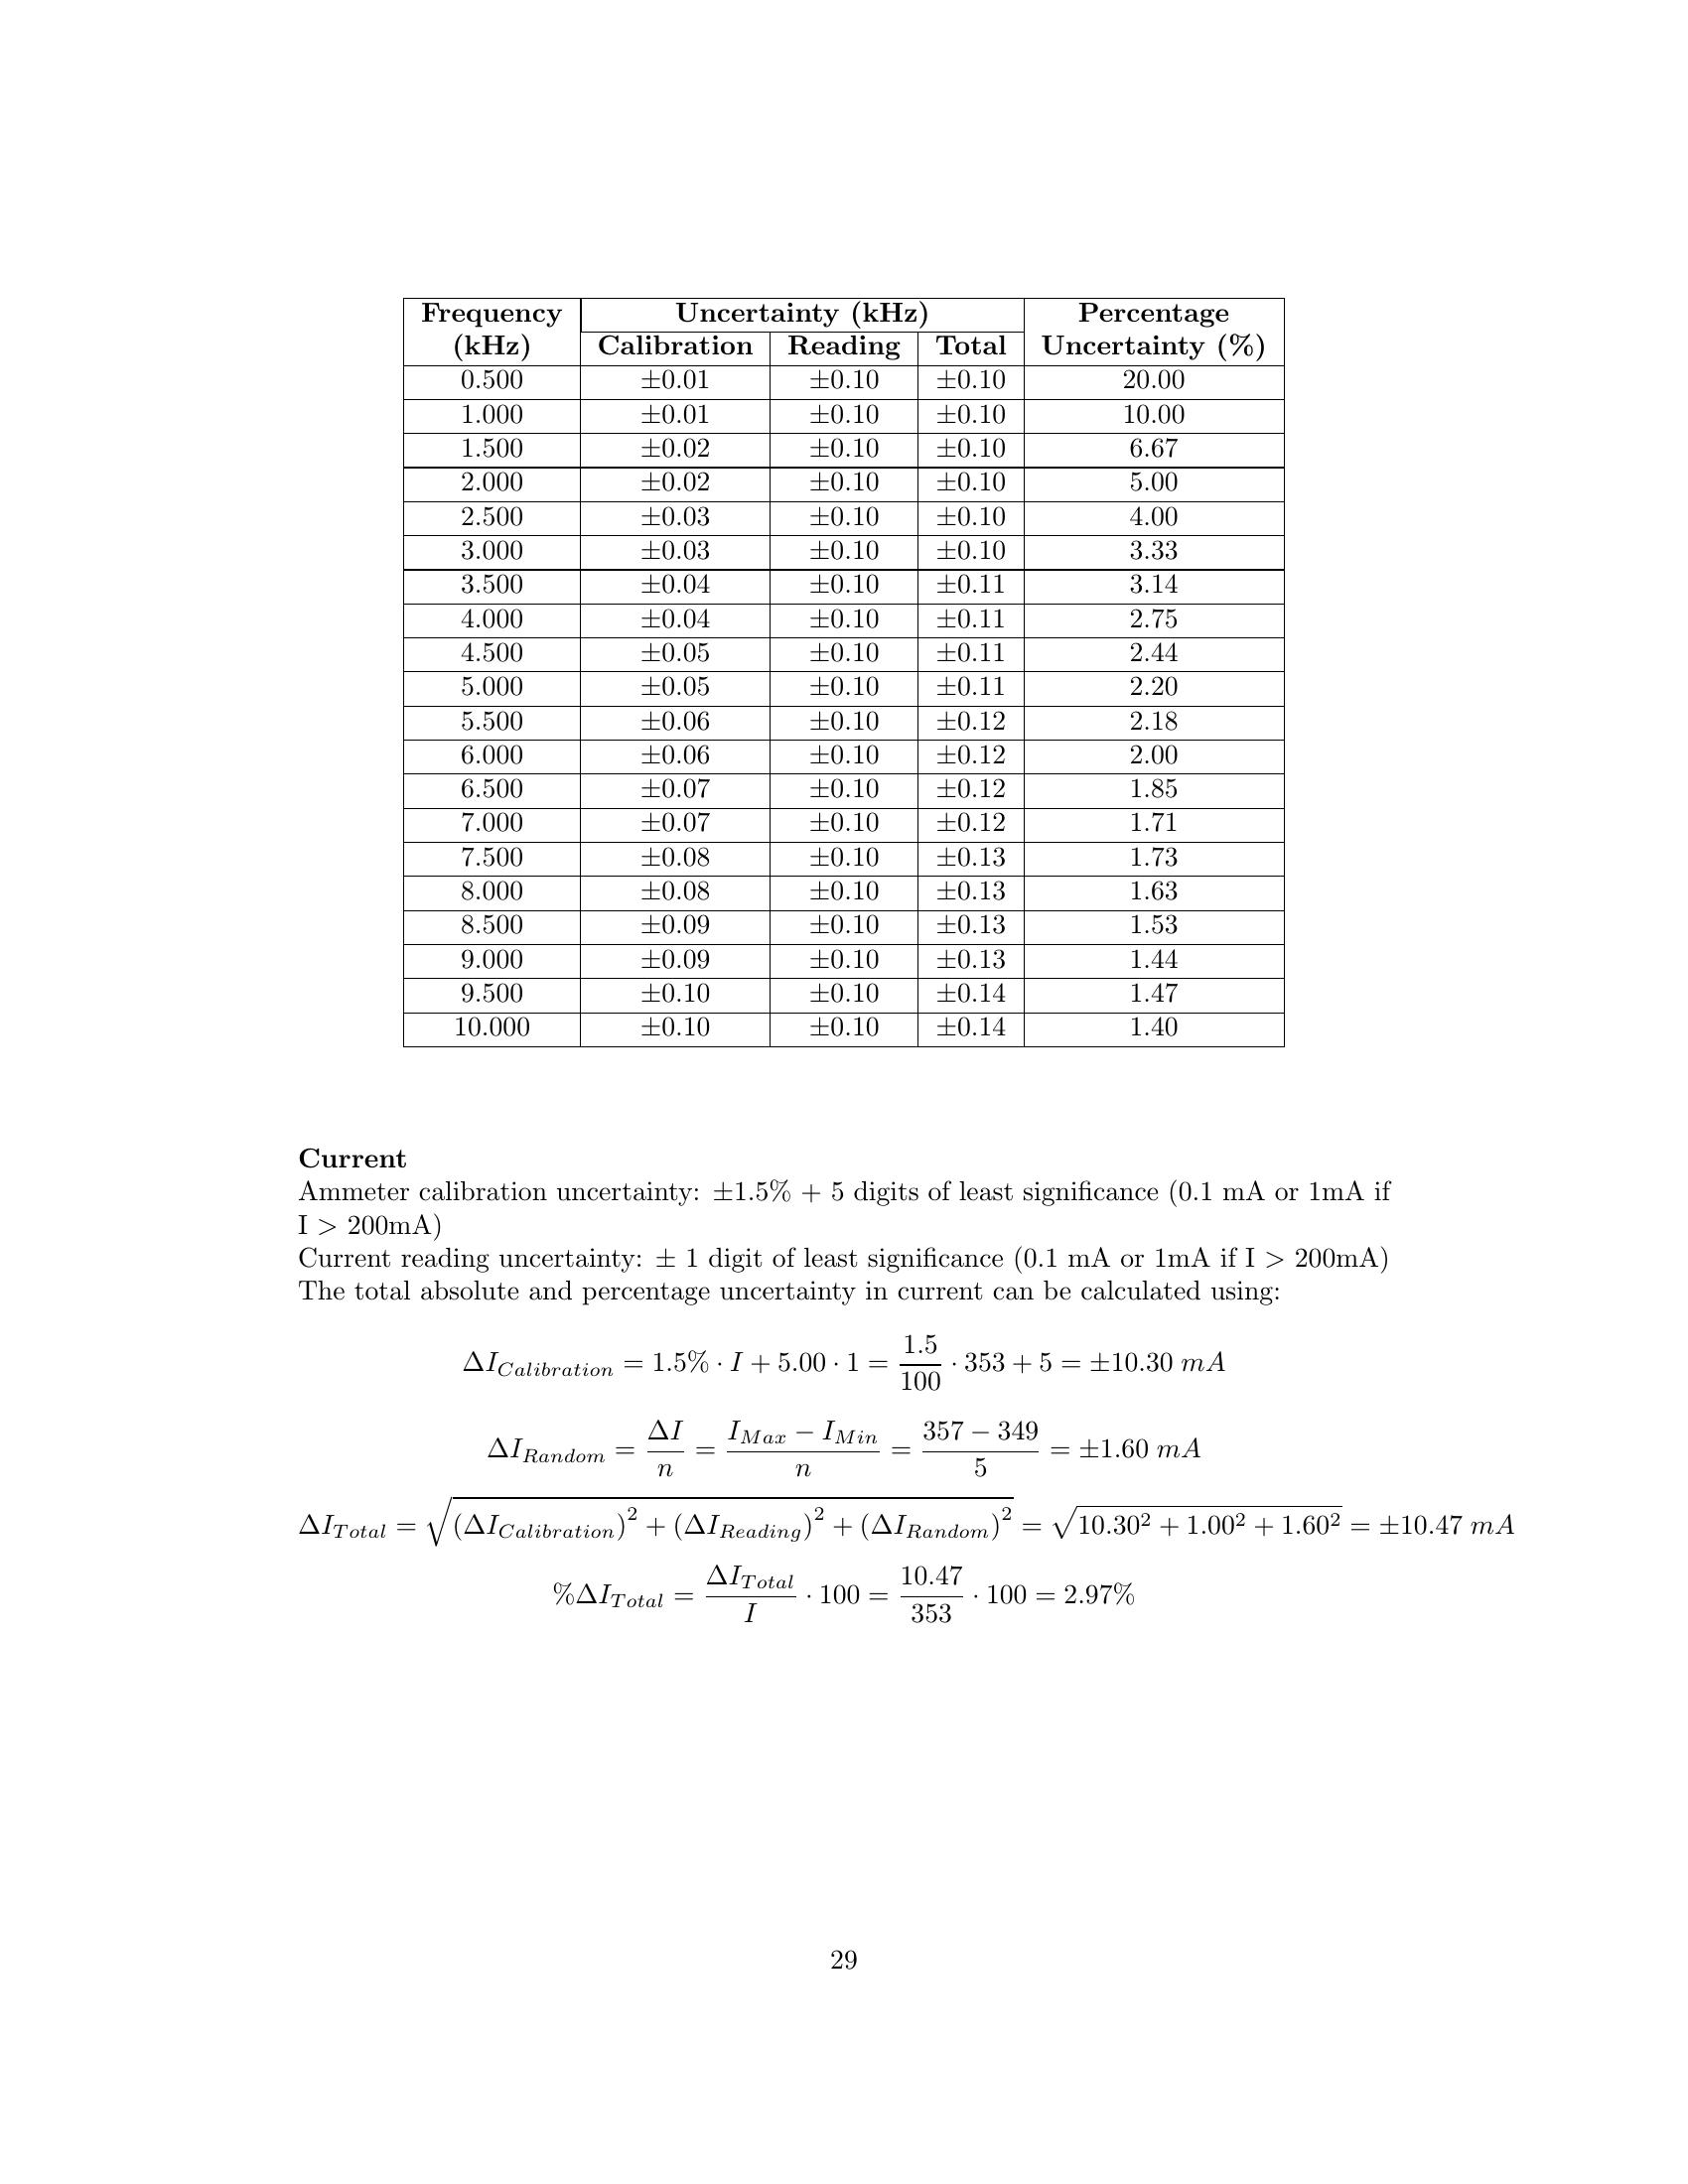 Frequency (kHz) | Uncertainty (kHz) | Percentage Uncertainty (%)
Calibration | Reading | Total
0.500 | ±0.01 | ±0.10 | ±0.10 | 20.00
1.000 | ±0.01 | ±0.10 | ±0.10 | 10.00
1.500 | ±0.02 | ±0.10 | ±0.10 | 6.67
2.000 | ±0.02 | ±0.10 | ±0.10 | 5.00
2.500 | ±0.03 | ±0.10 | ±0.10 | 4.00
3.000 | ±0.03 | ±0.10 | ±0.10 | 3.33
3.500 | ±0.04 | ±0.10 | ±0.11 | 3.14
4.000 | ±0.04 | ±0.10 | ±0.11 | 2.75
4.500 | ±0.05 | ±0.10 | ±0.11 | 2.44
5.000 | ±0.05 | ±0.10 | ±0.11 | 2.20
5.500 | ±0.06 | ±0.10 | ±0.12 | 2.18
6.000 | ±0.06 | ±0.10 | ±0.12 | 2.00
6.500 | ±0.07 | ±0.10 | ±0.12 | 1.85
7.000 | ±0.07 | ±0.10 | ±0.12 | 1.71
7.500 | ±0.08 | ±0.10 | ±0.13 | 1.73
8.000 | ±0.08 | ±0.10 | ±0.13 | 1.63
8.500 | ±0.09 | ±0.10 | ±0.13 | 1.53
9.000 | ±0.09 | ±0.10 | ±0.13 | 1.44
9.500 | ±0.10 | ±0.10 | ±0.14 | 1.47
10.000 | ±0.10 | ±0.10 | ±0.14 | 1.40
Current
Ammeter calibration uncertainty: ±1.5% + 5 digits of least significance (0.1 mA or 1mA if
I > 200mA)
Current reading uncertainty: ± 1 digit of least significance (0.1 mA or 1mA if I > 200mA)
The total absolute and percentage uncertainty in current can be calculated using:
$\Delta I_{Calibration} = 1.5\% \cdot I + 5.00 \cdot 1 = \frac{1.5}{100} \cdot 353 + 5 = \pm 10.30 \; mA$
$\Delta I_{Random} = \frac{\Delta I}{n} = \frac{I_{Max} - I_{Min}}{n} = \frac{357 - 349}{5} = \pm 1.60 \; mA$
$\Delta I_{Total} = \sqrt{(\Delta I_{Calibration})^2 + (\Delta I_{Reading})^2 + (\Delta I_{Random})^2} = \sqrt{10.30^2 + 1.00^2 + 1.60^2} = \pm 10.47 \; mA$
$\% \Delta I_{Total} = \frac{\Delta I_{Total}}{I} \cdot 100 = \frac{10.47}{353} \cdot 100 = 2.97\%$
29